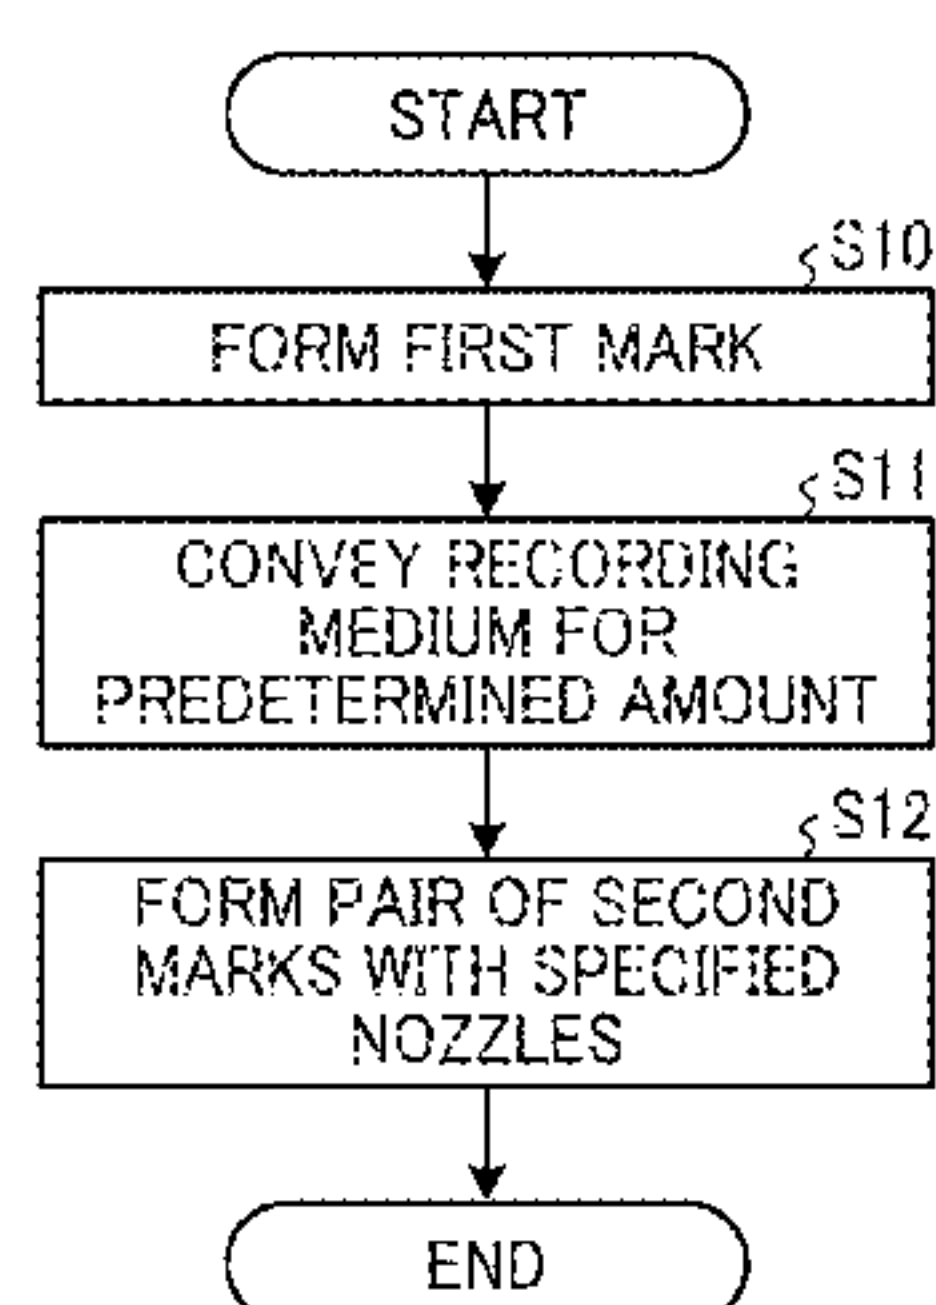 START
S10
FORM FIRST MARK
S11
CONVEY RECORDING
MEDIUM FOR
PREDETERMINED AMOUNT
S12
FORM PAIR OF SECOND
MARKS WITH SPECIFIED
NOZZLES
END